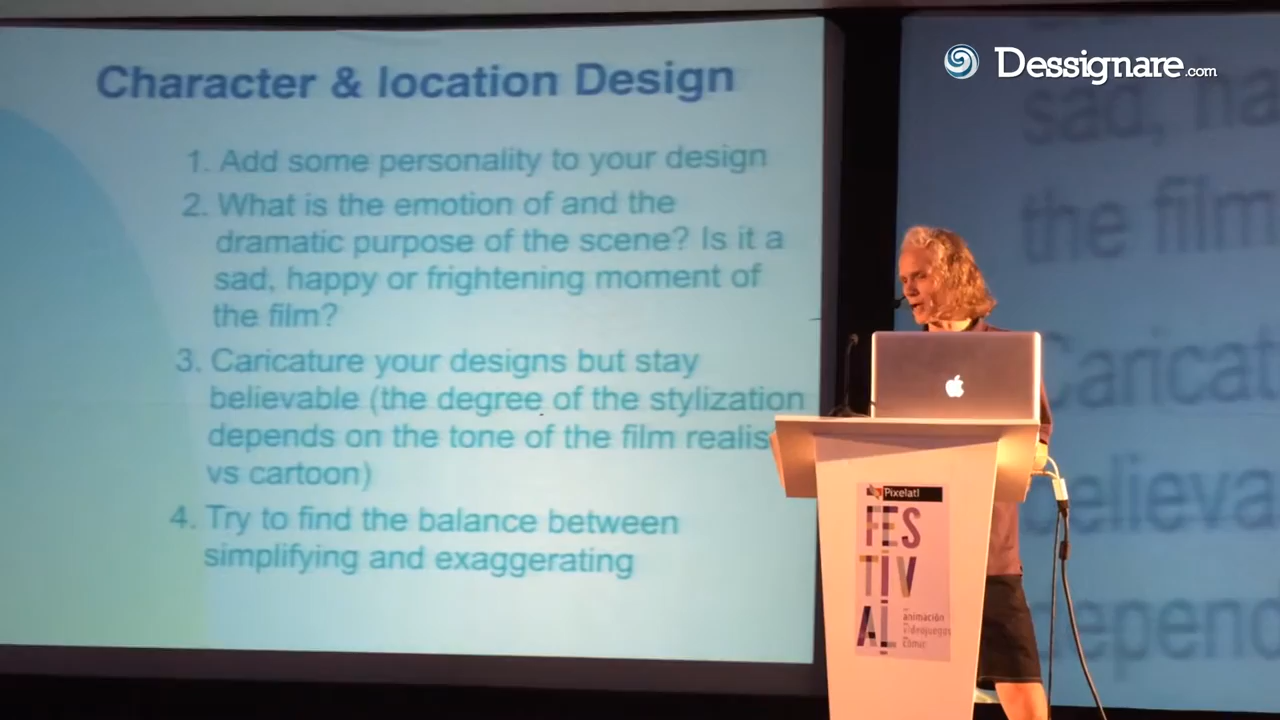 Character & location Design
1. Add some personality to your design
2. What is the emotion of and the
dramatic purpose of the scene? Is it a
sad, happy or frightening moment of
the film?
3. Caricature your designs but stay
believable (the degree of the stylization
depends on the tone of the film realis
vs cartoon)
4. Try to find the balance between
simplifying and exaggerating
Dessignare.com
sad, ha
the film
Caricat
believa
depend
Pixelatl
FES
TIV
AL
animación
videojuegos
cómic